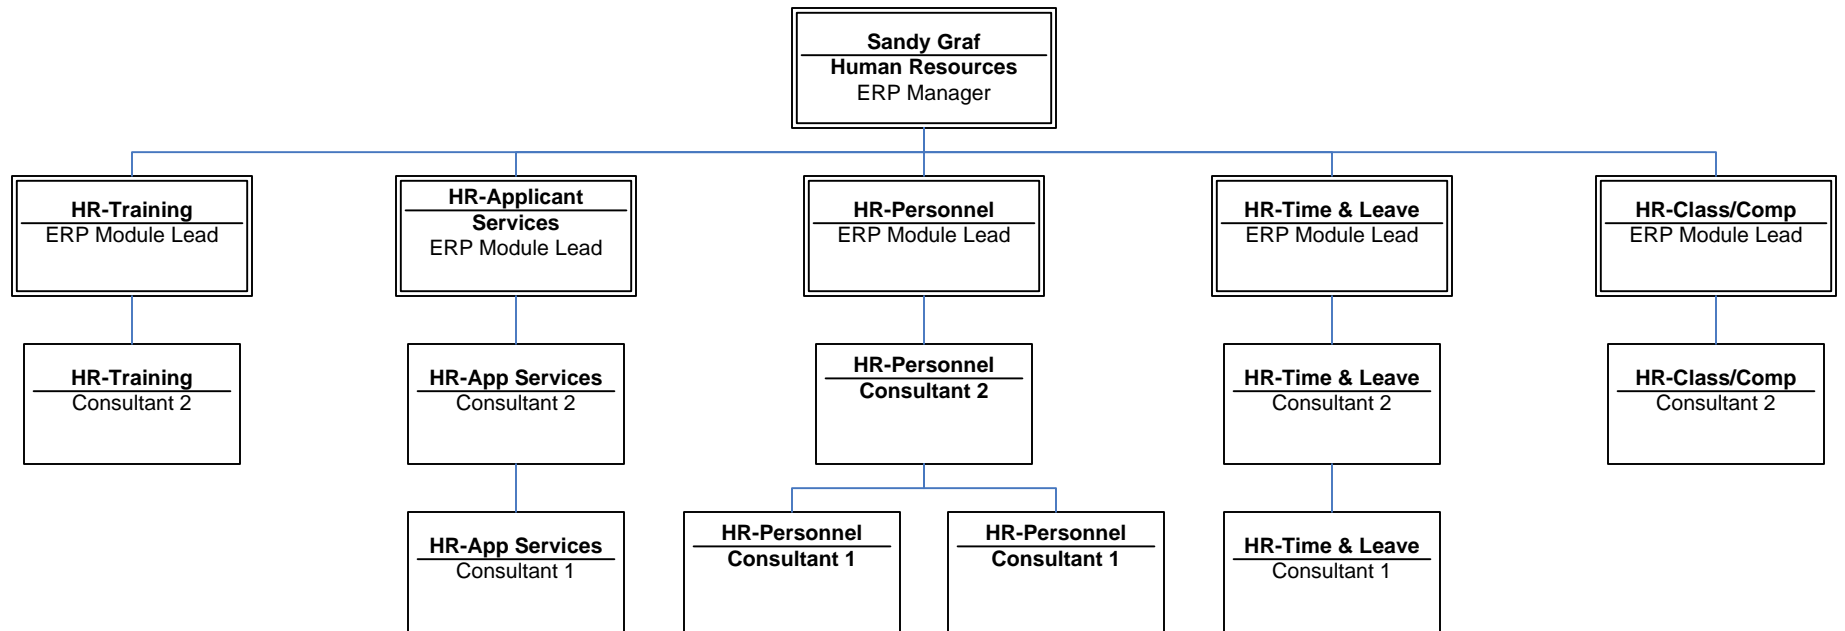 Sandy Graf
Human Resources
ERP Manager
HR-Training
ERP Module Lead
HR-Applicant
Services
ERP Module Lead
HR-Personnel
ERP Module Lead
HR-Time & Leave
ERP Module Lead
HR-Class/Comp
ERP Module Lead
HR-Training
Consultant 2
HR-App Services
Consultant 2
HR-Personnel
Consultant 2
HR-Time & Leave
Consultant 2
HR-Class/Comp
Consultant 2
HR-App Services
Consultant 1
HR-Personnel
Consultant 1
HR-Personnel
Consultant 1
HR-Time & Leave
Consultant 1